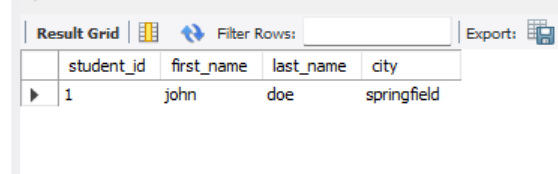 Result Grid Filter Rows: Export:
student_id first_name last_name city
1 john doe springfield